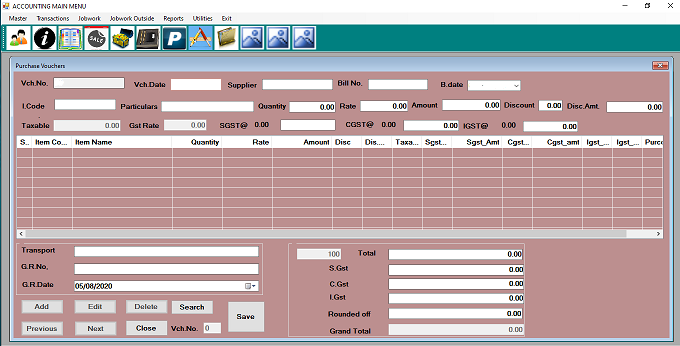 ACCOUNTING MAIN MENU
Master Transactions Jobwork Jobwork Outside Reports Utilities Exit
SALE P
Purchase Vouchers
Vch.No. Vch.Date Supplier Bill No. B.date -
I.Code Particulars Quantity 0.00 Rate 0.00 Amount 0.00 Discount 0.00 Disc.Amt. 0.00
Taxable 0.00 Gst Rate 0.00 SGST@ 0.00 CGST@ 0.00 0.00 IGST@ 0.00 0.00
S.. Item Co... Item Name Quantity Rate Amount Disc Dis.... Taxa... Sgst... Sgst_Amt Cgst... Cgst_amt Igst_... Igst_... Purcc
Transport
G.R.No,
G.R.Date 05/08/2020
100 Total 0.00
S.Gst 0.00
C.Gst 0.00
I.Gst 0.00
Rounded off 0.00
Grand Total 0.00
Add Edit Delete Search Save
Previous Next Close Vch.No. 0